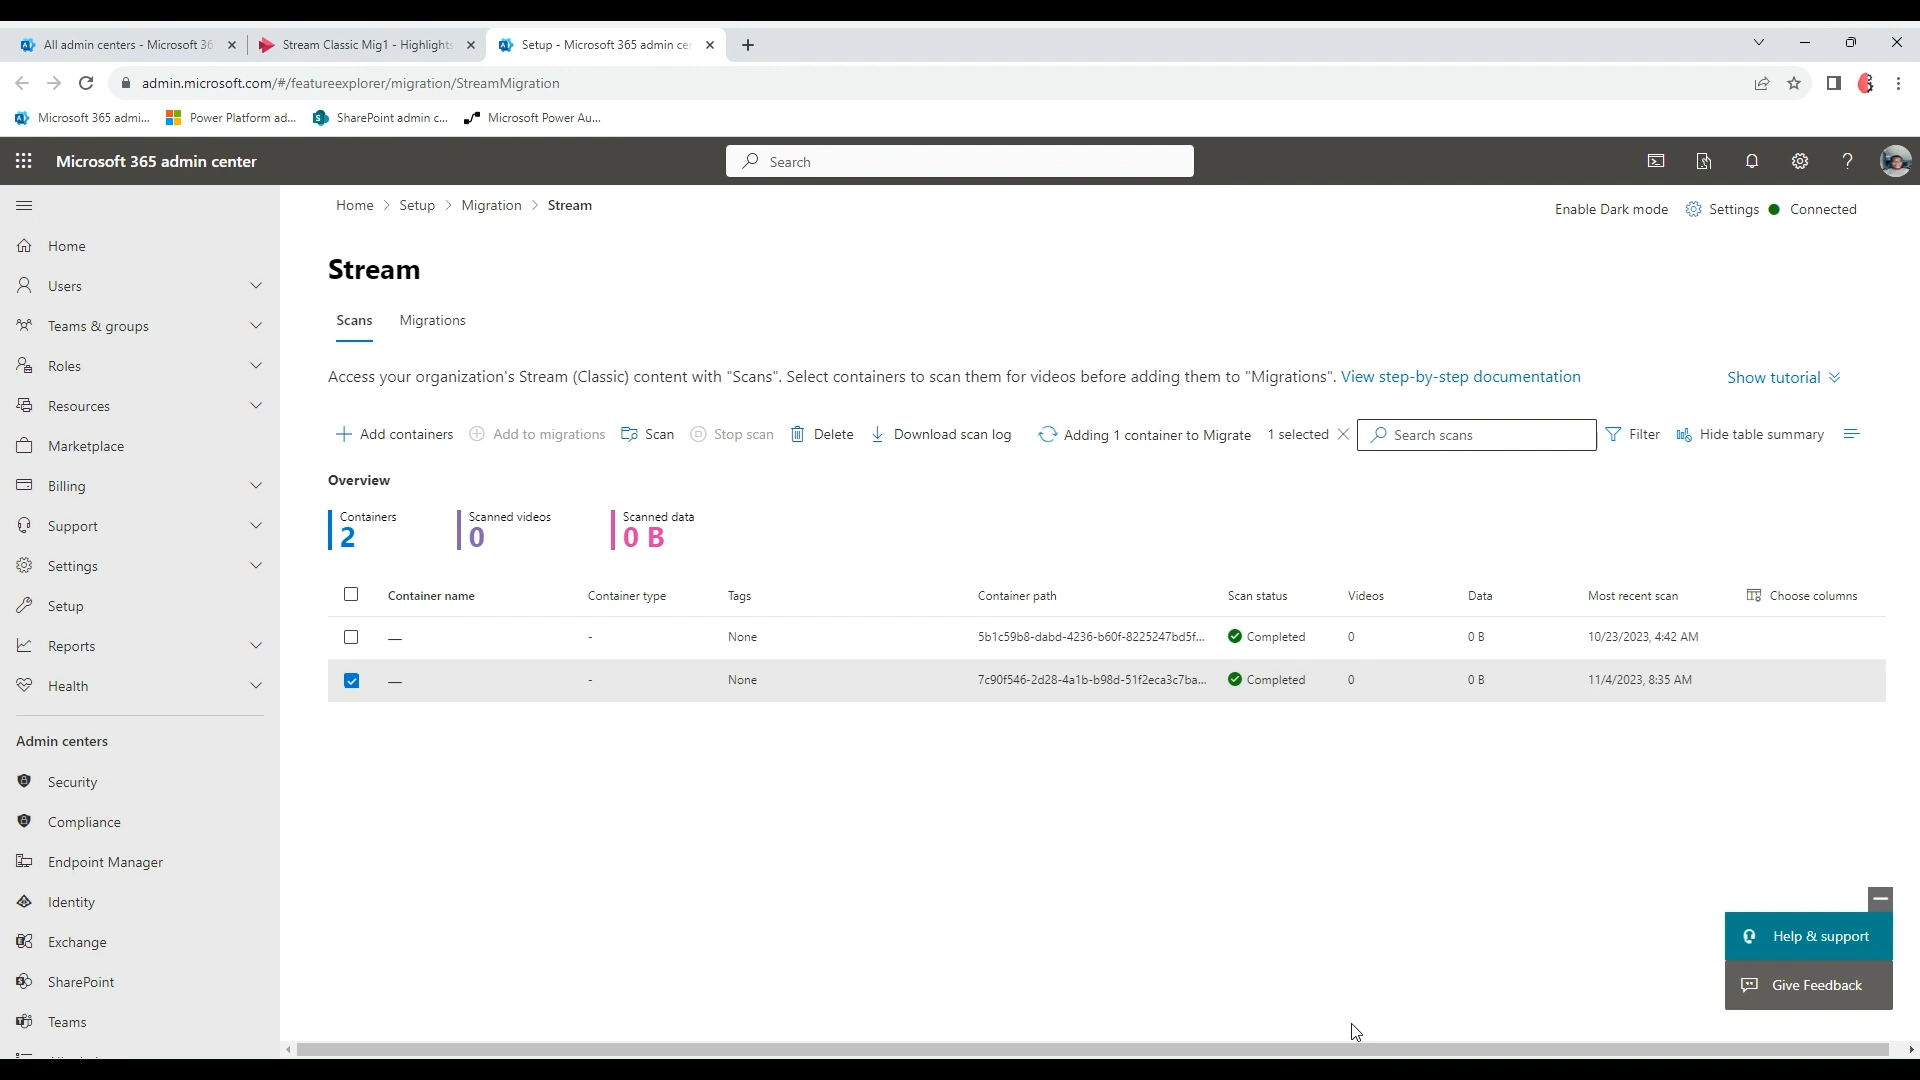 All admin centers - Microsoft 36
Stream Classic Mig1 - Highlights
Setup - Microsoft 365 admin cen
admin.microsoft.com/#/featureexplorer/migration/StreamMigration
Microsoft 365 admi...
Power Platform ad...
SharePoint admin c...
Microsoft Power Au...
Microsoft 365 admin center
Search
Home > Setup > Migration > Stream
Enable Dark mode
Settings
Connected
Home
Users
Teams & groups
Roles
Resources
Marketplace
Billing
Support
Settings
Setup
Reports
Health
Admin centers
Security
Compliance
Endpoint Manager
Identity
Exchange
SharePoint
Teams
Stream
Scans Migrations
Access your organization's Stream (Classic) content with "Scans". Select containers to scan them for videos before adding them to "Migrations". View step-by-step documentation
Show tutorial
Add containers Add to migrations Scan Stop scan Delete Download scan log Adding 1 container to Migrate 1 selected Search scans Filter Hide table summary
Overview
Containers Scanned videos Scanned data
2 0 0 B
Container name Container type Tags Container path Scan status Videos Data Most recent scan Choose columns
— - None 5b1c59b8-dabd-4236-b60f-8225247bd5f... Completed 0 0 B 10/23/2023, 4:42 AM
— - None 7c90f546-2d28-4a1b-b98d-51f2eca3c7ba... Completed 0 0 B 11/4/2023, 8:35 AM
Help & support
Give Feedback